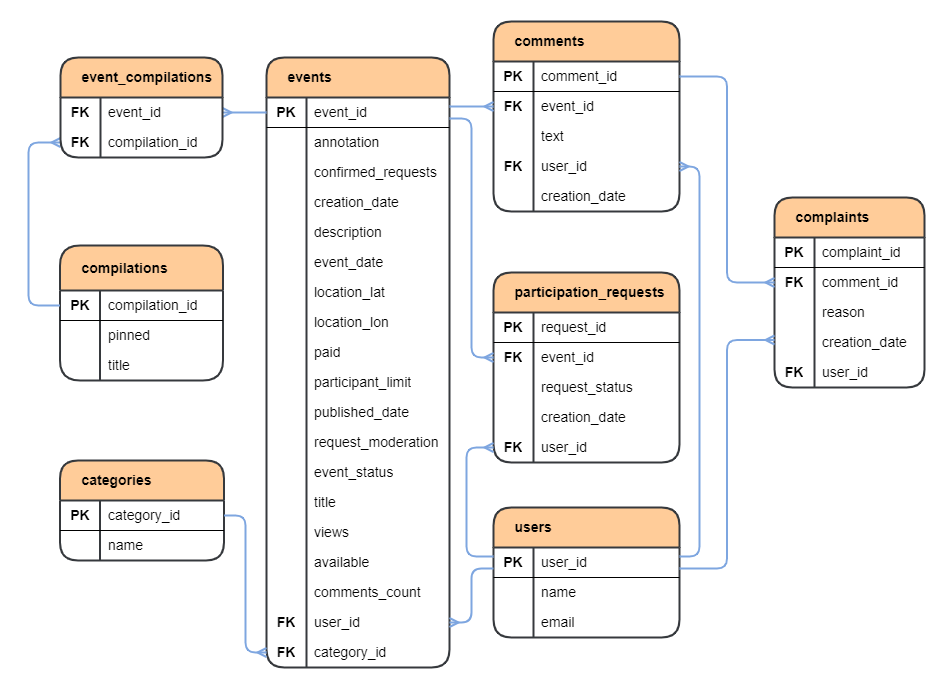 event_compilations
FK event_id
FK compilation_id
compilations
PK compilation_id
pinned
title
categories
PK category_id
name
events
PK event_id
annotation
confirmed_requests
creation_date
description
event_date
location_lat
location_lon
paid
participant_limit
published_date
request_moderation
event_status
title
views
available
comments_count
FK user_id
FK category_id
comments
PK comment_id
FK event_id
text
FK user_id
creation_date
participation_requests
PK request_id
FK event_id
request_status
creation_date
FK user_id
users
PK user_id
name
email
complaints
PK complaint_id
FK comment_id
reason
creation_date
FK user_id